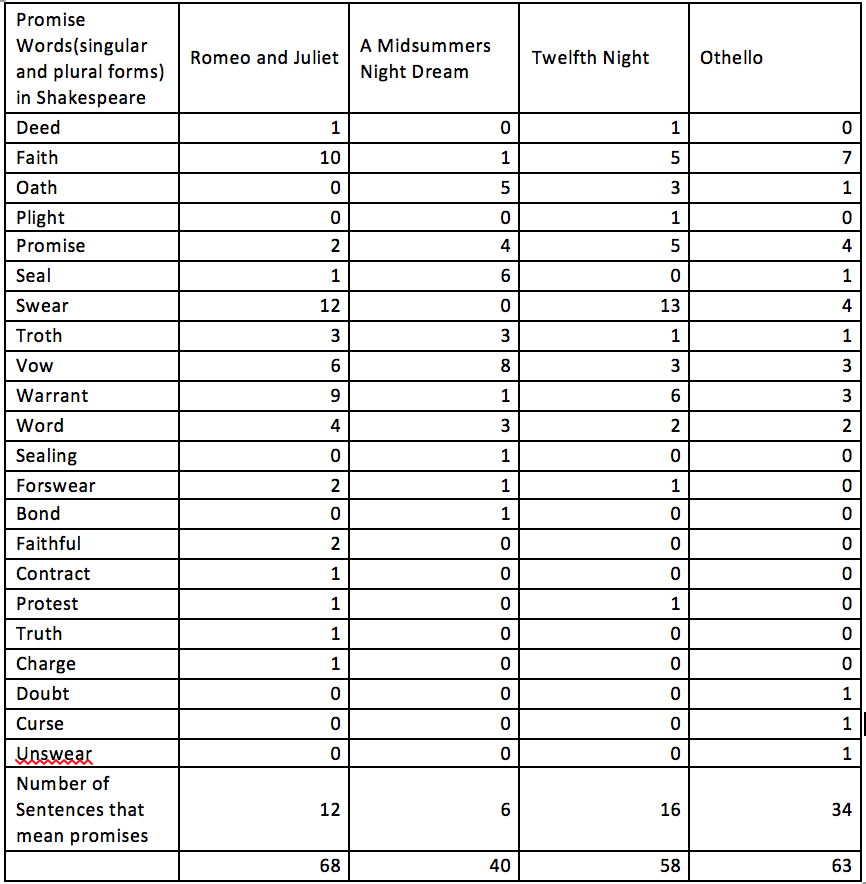 Promise Words(singular and plural forms) in Shakespeare | Romeo and Juliet | A Midsummers Night Dream | Twelfth Night | Othello
Deed 1 0 1 0
Faith 10 1 5 7
Oath 0 5 3 1
Plight 0 0 1 0
Promise 2 4 5 4
Seal 1 6 0 1
Swear 12 0 13 4
Troth 3 3 1 1
Vow 6 8 3 3
Warrant 9 1 6 3
Word 4 3 2 2
Sealing 0 1 0 0
Forswear 2 1 1 0
Bond 0 1 0 0
Faithful 2 0 0 0
Contract 1 0 0 0
Protest 1 0 1 0
Truth 1 0 0 0
Charge 1 0 0 0
Doubt 0 0 0 1
Curse 0 0 0 1
Unswear 0 0 0 1
Number of Sentences that mean promises 12 6 16 34
68 40 58 63